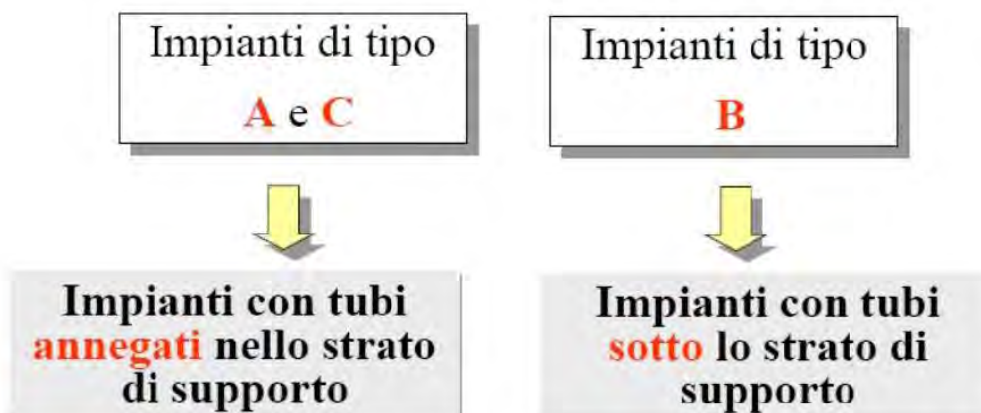 Impianti di tipo
A e C
Impianti con tubi
annegati nello strato
di supporto
Impianti di tipo
B
Impianti con tubi
sotto lo strato di
supporto